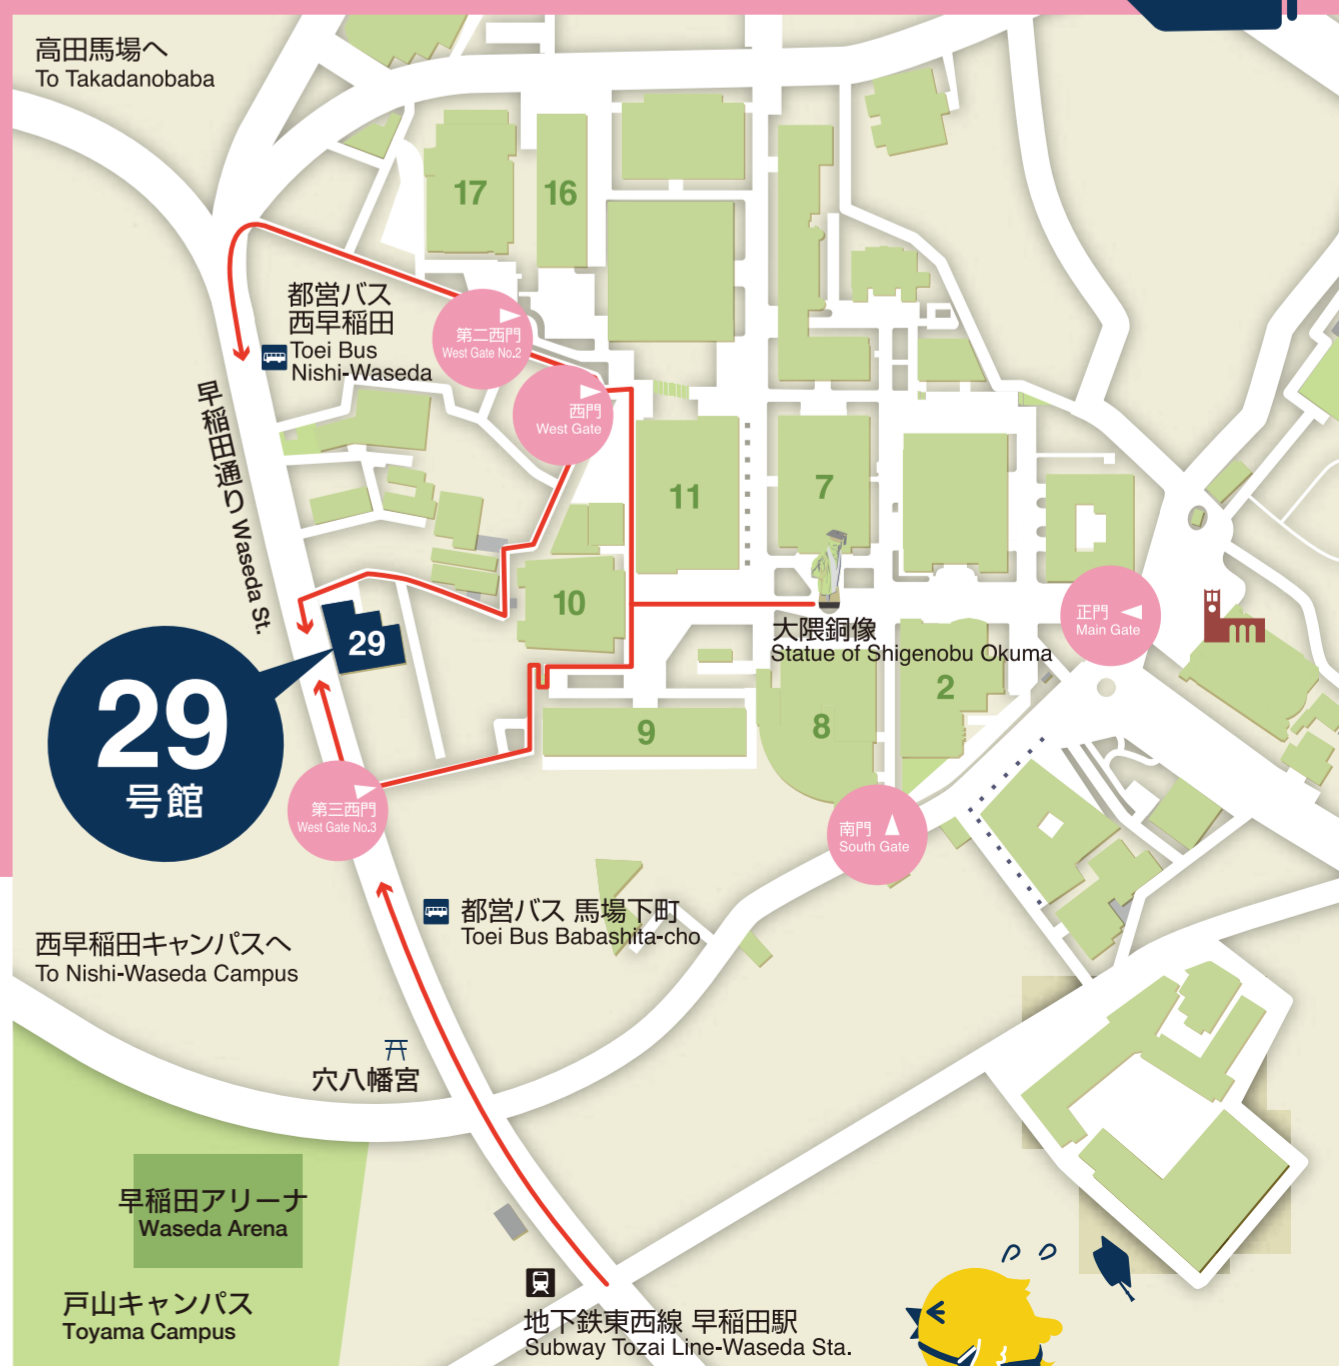 高田馬場へ
To Takadanobaba
17
16
都営バス
西早稲田
Toei Bus
Nishi-Waseda
第二西門
West Gate No.2
西門
West Gate
早稲田通り Waseda St.
11
7
10
正門
Main Gate
大隈銅像
Statue of Shigenobu Okuma
29
29
号館
2
8
9
第三西門
West Gate No.3
南門
South Gate
都営バス 馬場下町
Toei Bus Babashita-cho
西早稲田キャンパスへ
To Nishi-Waseda Campus
穴八幡宮
早稲田アリーナ
Waseda Arena
戸山キャンパス
Toyama Campus
地下鉄東西線 早稲田駅
Subway Tozai Line-Waseda Sta.